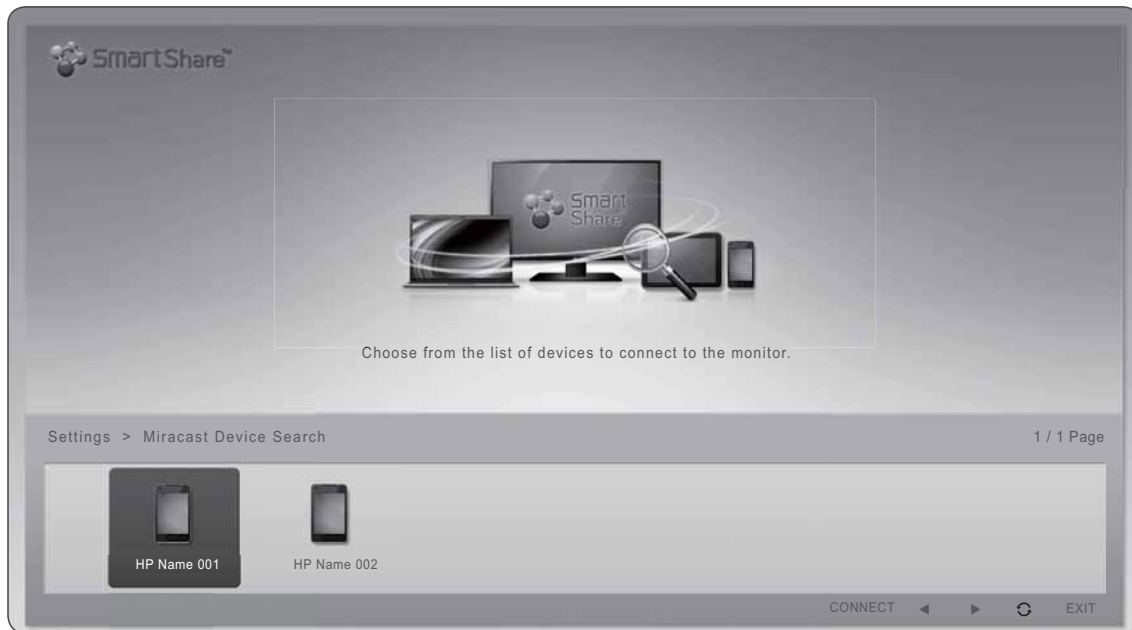 SmartShare™
Smart
Share
Choose from the list of devices to connect to the monitor.
Settings > Miracast Device Search
1 / 1 Page
HP Name 001
HP Name 002
CONNECT ◀ ▶ EXIT